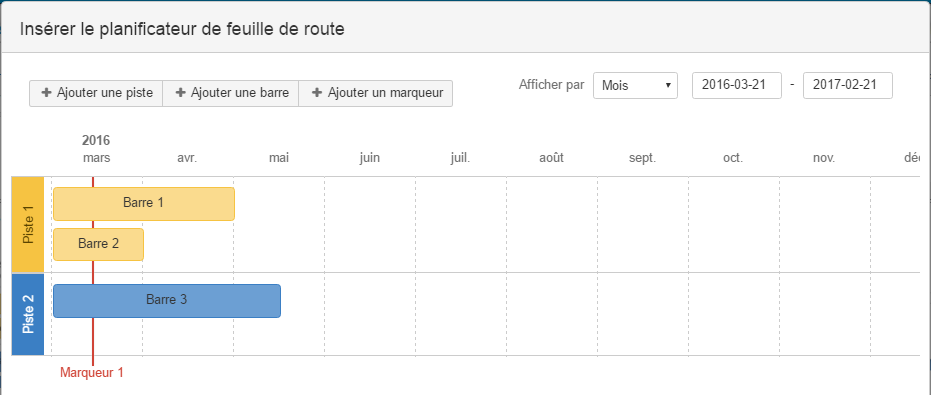 Insérer le planificateur de feuille de route
+ Ajouter une piste + Ajouter une barre + Ajouter un marqueur
Afficher par Mois 2016-03-21 - 2017-02-21
2016
mars avr. mai juin juil. août sept. oct. nov. déc
Piste 1
Barre 1
Barre 2
Piste 2
Barre 3
Marqueur 1